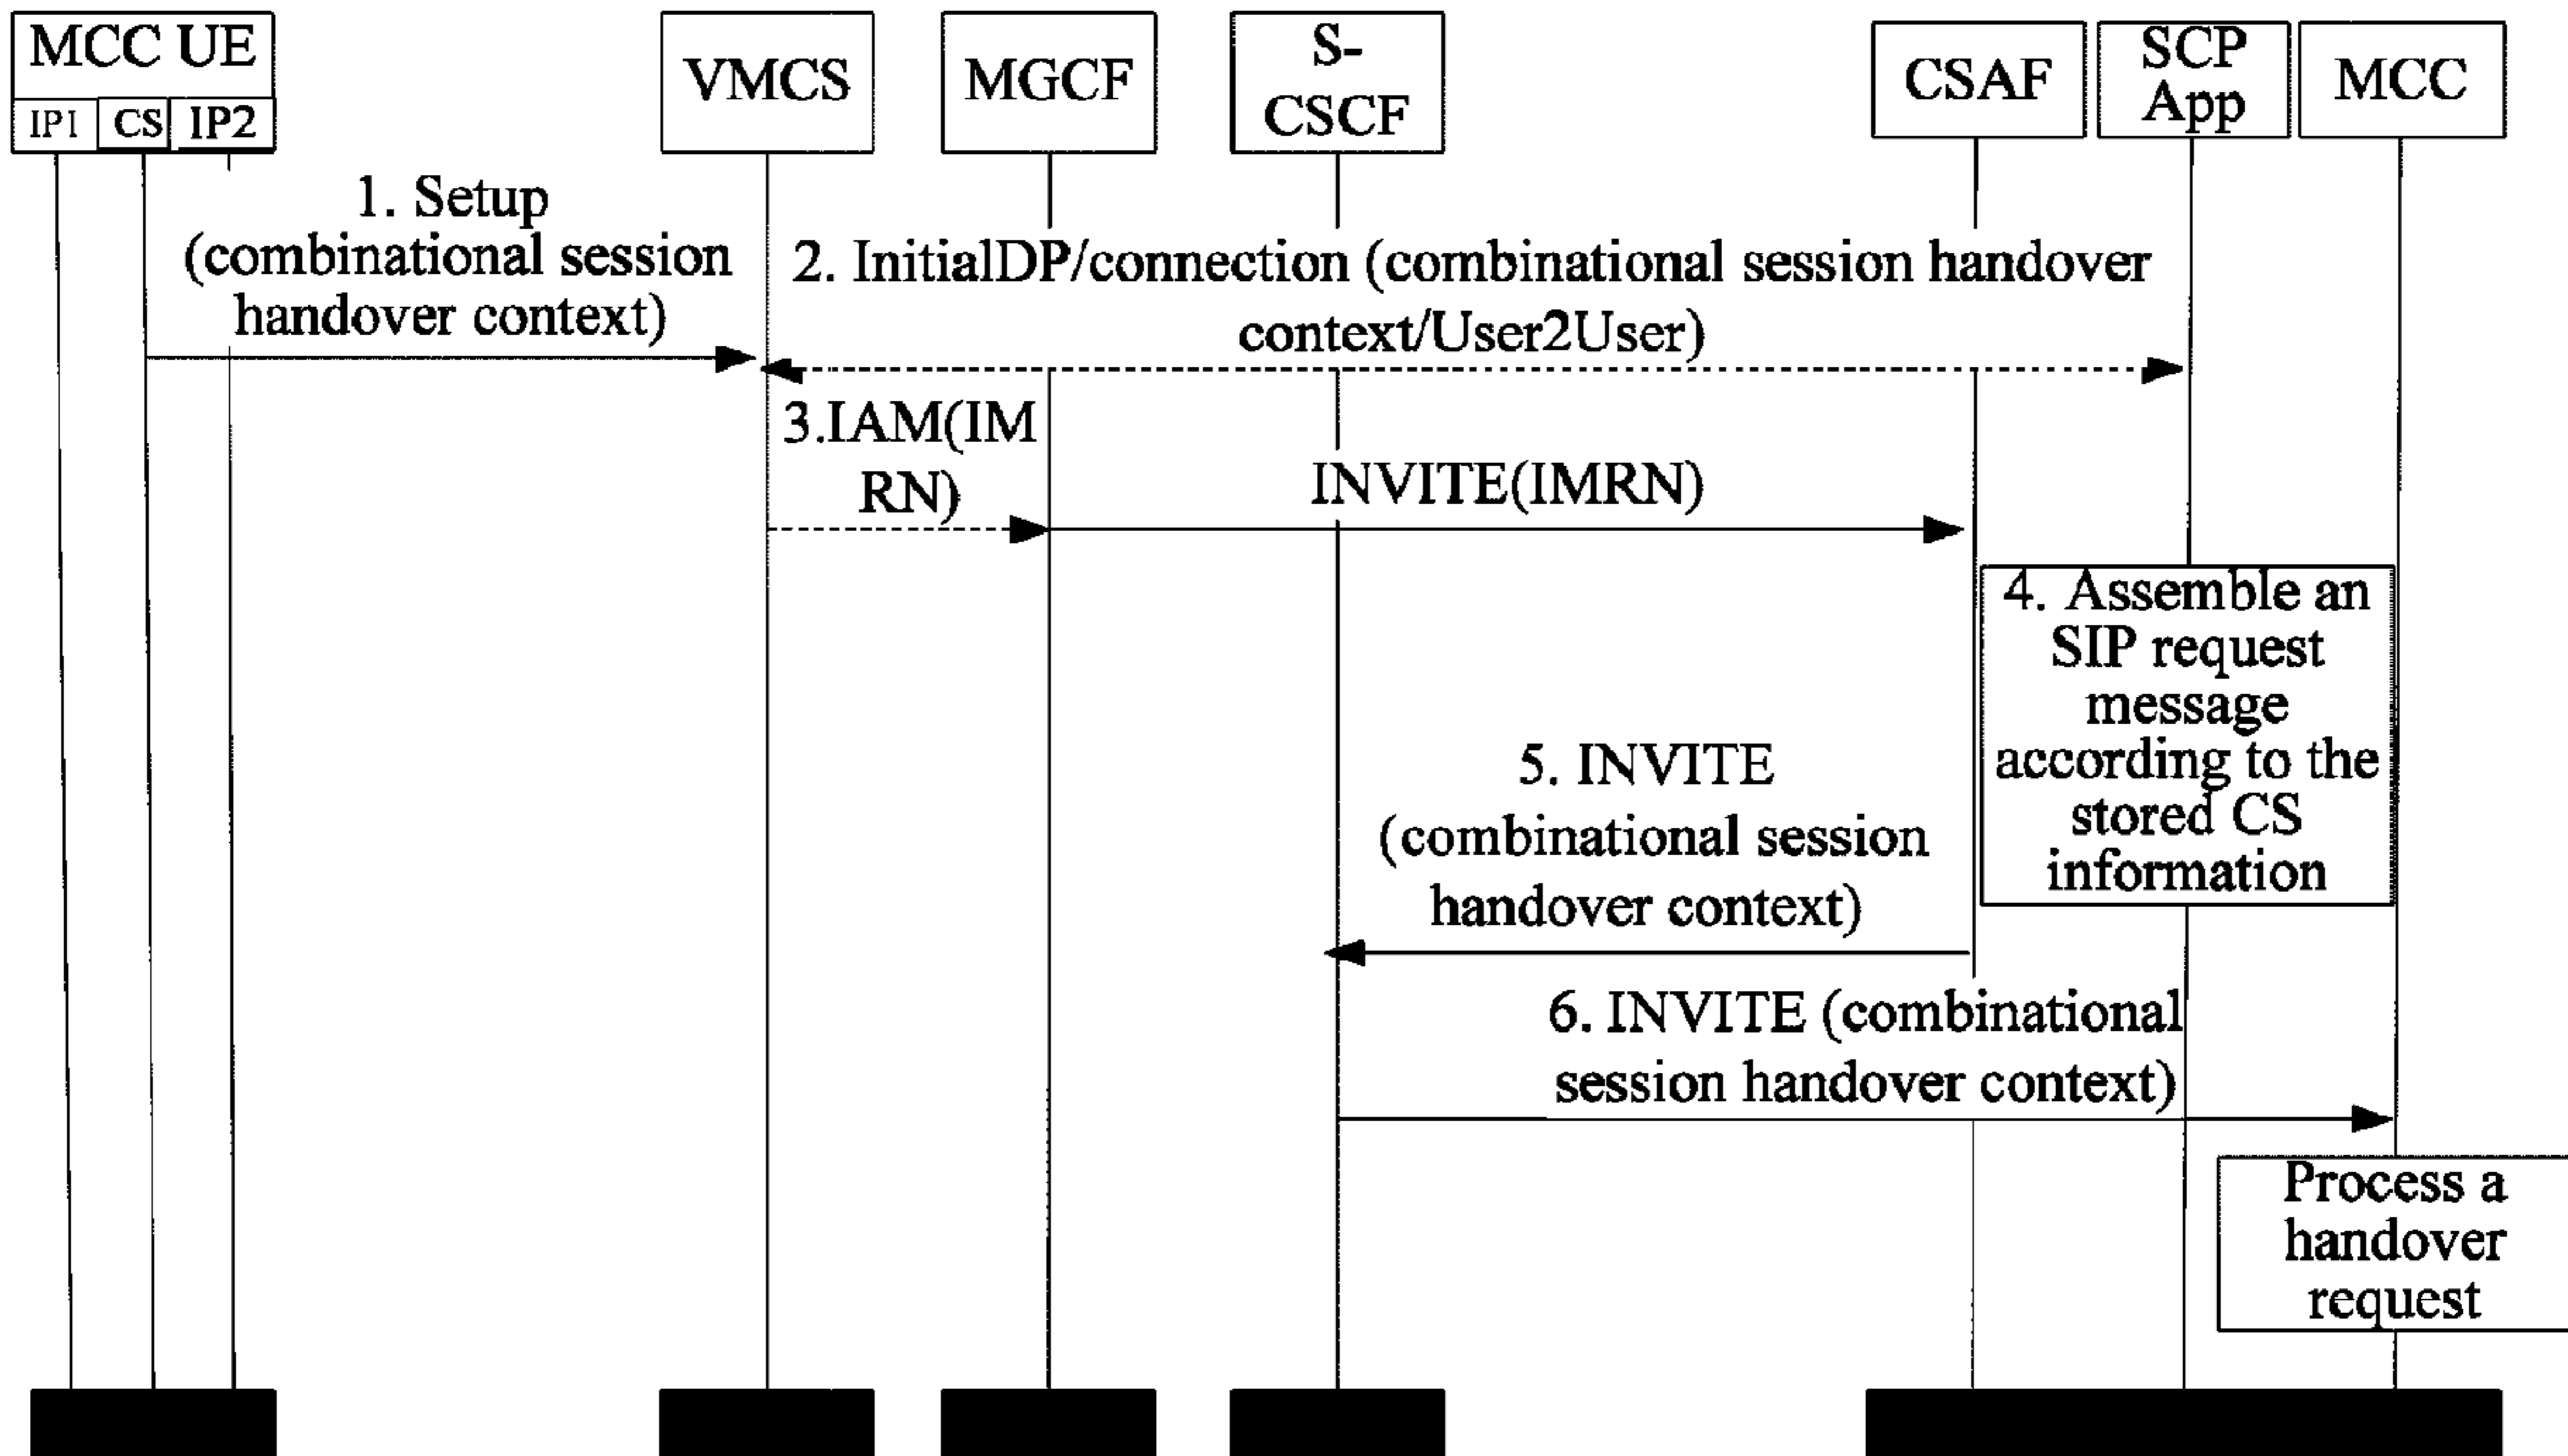 MCC UE
IP1 CS IP2
VMCS
MGCF
S-
CSCF
CSAF
SCP
App
MCC
1. Setup
(combinational session
handover context)
2. InitialDP/connection (combinational session handover
context/User2User)
3.IAM(IM
RN)
INVITE(IMRN)
4. Assemble an
SIP request
message
according to the
stored CS
information
5. INVITE
(combinational session
handover context)
6. INVITE (combinational
session handover context)
Process a
handover
request